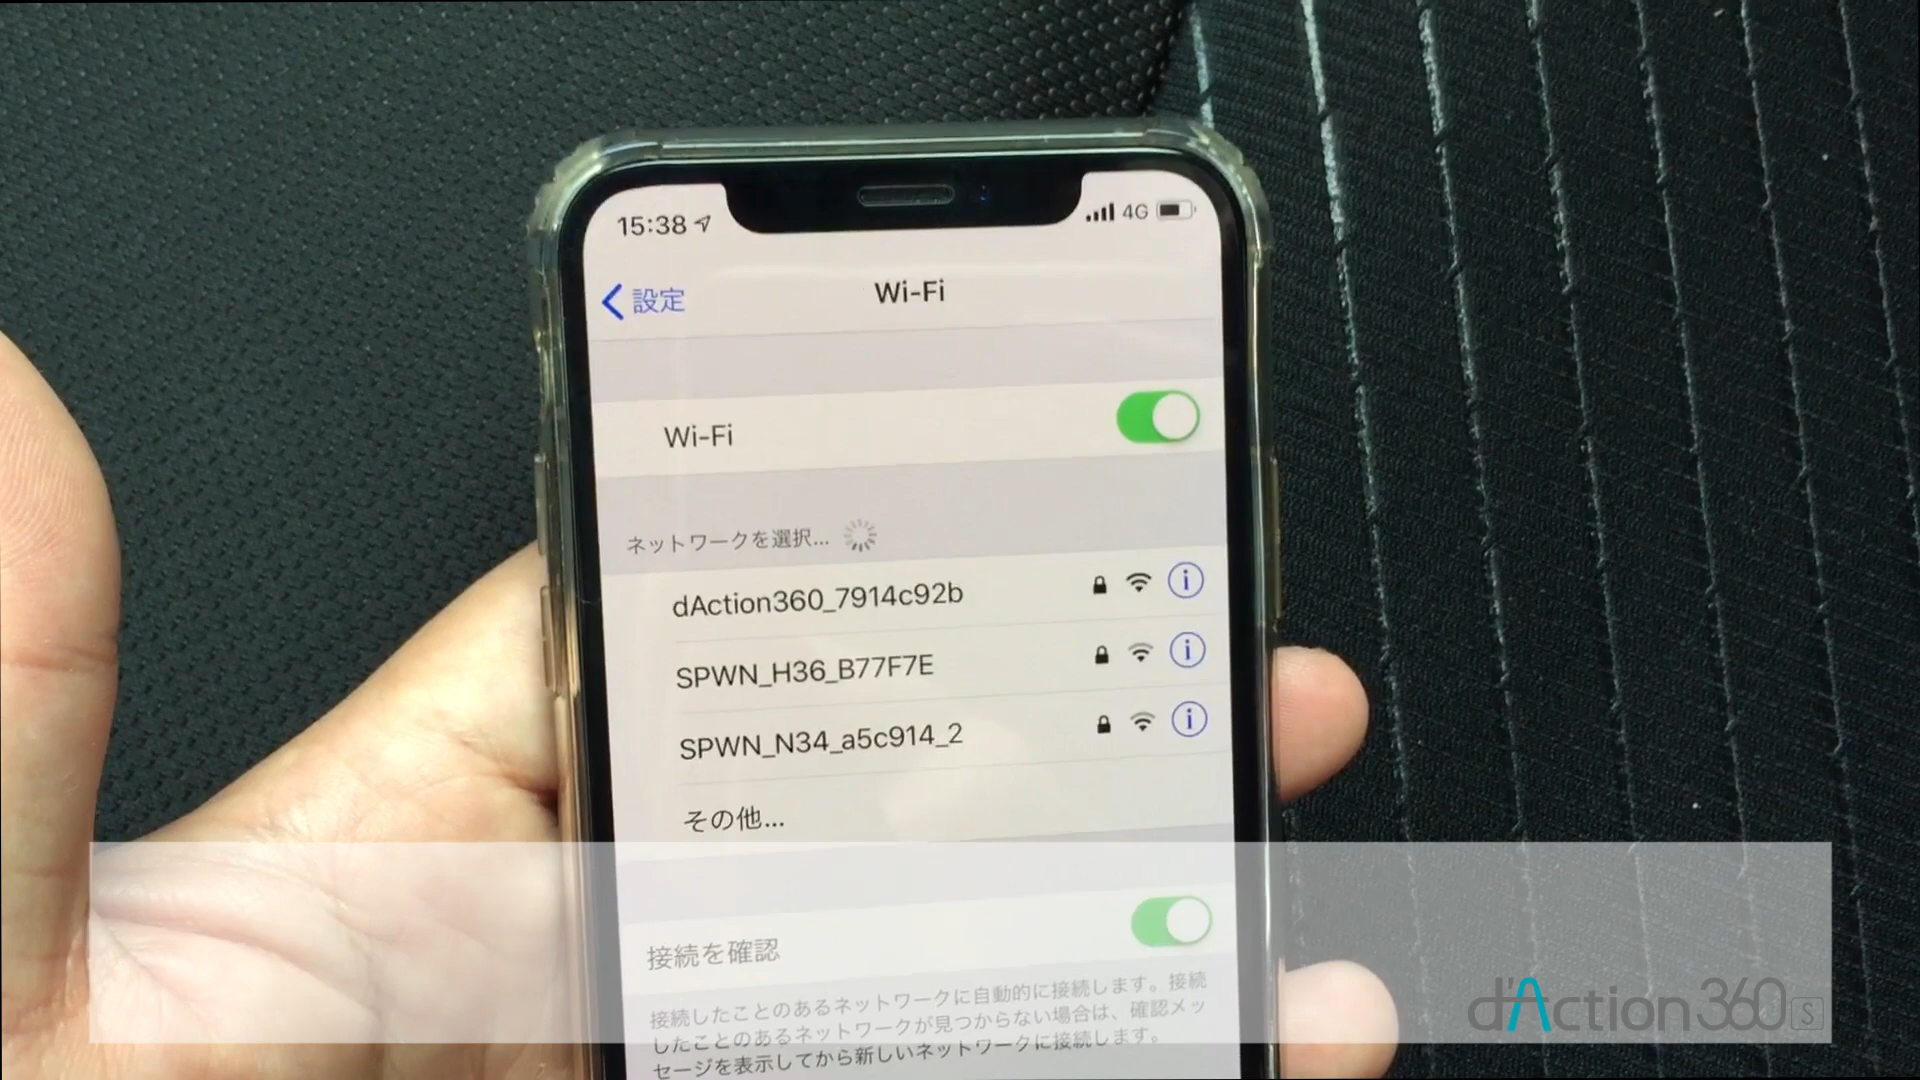 15:38
4G
設定
Wi-Fi
Wi-Fi
ネットワークを選択...
dAction360_7914c92b
SPWN_H36_B77F7E
SPWN_N34_a5c914_2
その他...
接続を確認
接続したことのあるネットワークに自動的に接続します。接続
したことのあるネットワークが見つからない場合は、確認メッ
セージを表示してから新しいネットワークに接続します。
d'Action 360 S